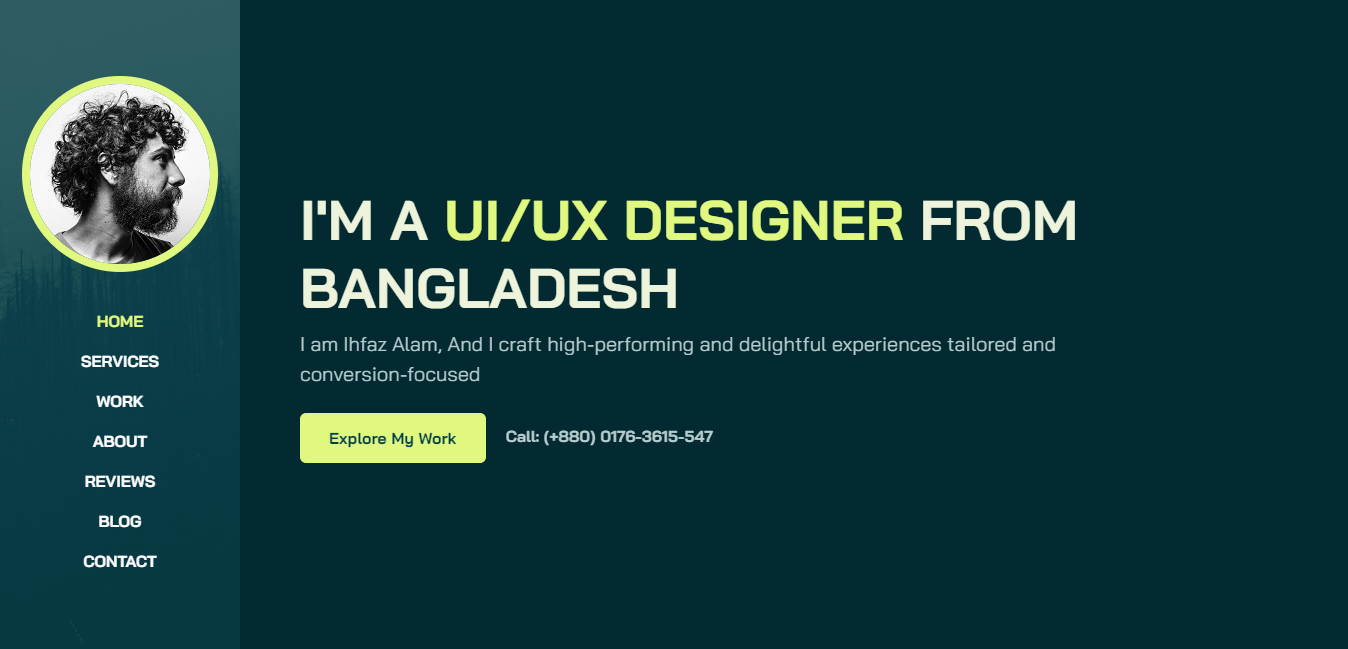 HOME
SERVICES
WORK
ABOUT
REVIEWS
BLOG
CONTACT
I'M A UI/UX DESIGNER FROM
BANGLADESH
I am Ihfaz Alam, And I craft high-performing and delightful experiences tailored and
conversion-focused
Explore My Work
Call: (+880) 0176-3615-547